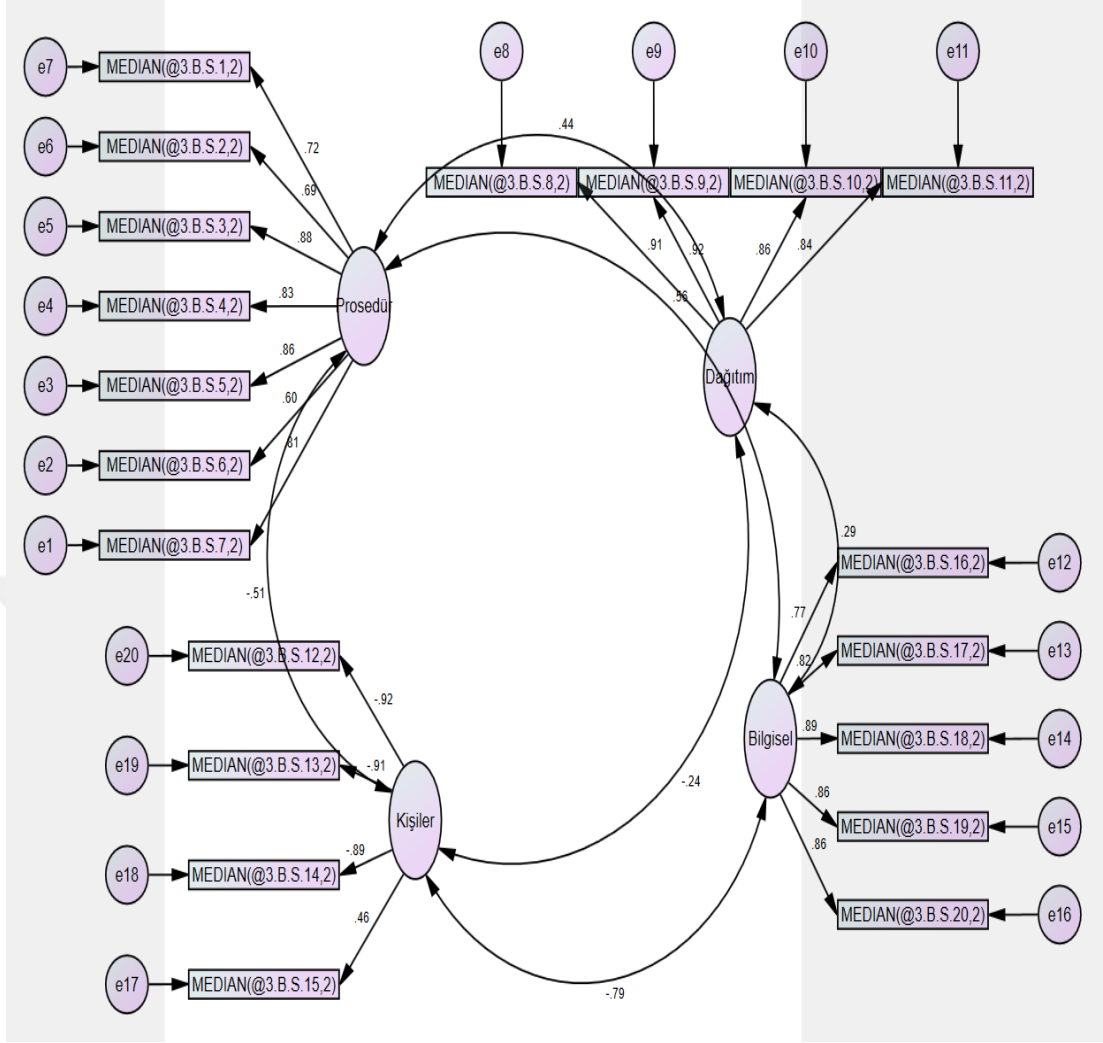 e7
MEDIAN(@3.B.S.1,2)
e6
MEDIAN(@3.B.S.2,2)
e5
MEDIAN(@3.B.S.3,2)
e4
MEDIAN(@3.B.S.4,2)
e3
MEDIAN(@3.B.S.5,2)
e2
MEDIAN(@3.B.S.6,2)
e1
MEDIAN(@3.B.S.7,2)
.72
.69
.88
.83
.86
.60
.81
Prosedür
e8
e9
e10
e11
MEDIAN(@3.B.S.8,2)
MEDIAN(@3.B.S.9,2)
MEDIAN(@3.B.S.10,2)
MEDIAN(@3.B.S.11,2)
.44
.91
.92
.86
.84
.56
Dağıtım
.29
MEDIAN(@3.B.S.16,2)
e12
.77
MEDIAN(@3.B.S.17,2)
e13
.82
MEDIAN(@3.B.S.18,2)
e14
.89
Bilgisel
MEDIAN(@3.B.S.19,2)
e15
.86
MEDIAN(@3.B.S.20,2)
e16
.86
-.51
e20
MEDIAN(@3.B.S.12,2)
-.92
e19
MEDIAN(@3.B.S.13,2)
-.91
Kişiler
e18
MEDIAN(@3.B.S.14,2)
-.89
e17
MEDIAN(@3.B.S.15,2)
.46
-.24
-.79